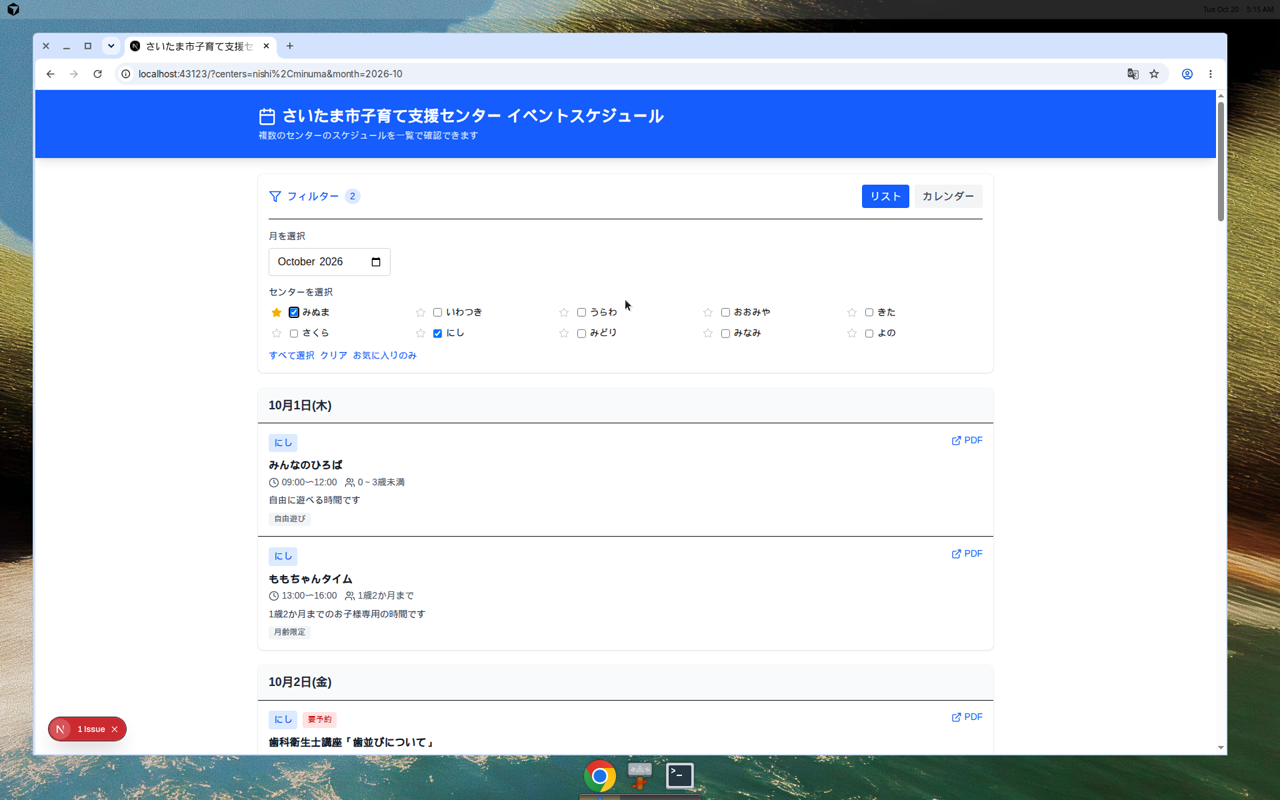 Tue Oct 20 5:15 AM
さいたま市子育て支援セ
localhost:43123/?centers=nishi%2Cminuma&month=2026-10
さいたま市子育て支援センター イベントスケジュール
複数のセンターのスケジュールを一覧で確認できます
フィルター 2
リスト カレンダー
月を選択
October 2026
センターを選択
みぬま いわつき うらわ おおみや きた
さくら にし みどり みなみ よの
すべて選択 クリア お気に入りのみ
10月1日(木)
にし PDF
みんなのひろば
09:00〜12:00 0 ~ 3歳未満
自由に遊べる時間です
自由遊び
にし PDF
ももちゃんタイム
13:00〜16:00 1歳2か月まで
1歳2か月までのお子様専用の時間です
月齢限定
10月2日(金)
にし 要予約 PDF
歯科衛生士講座「歯並びについて」
N 1 Issue